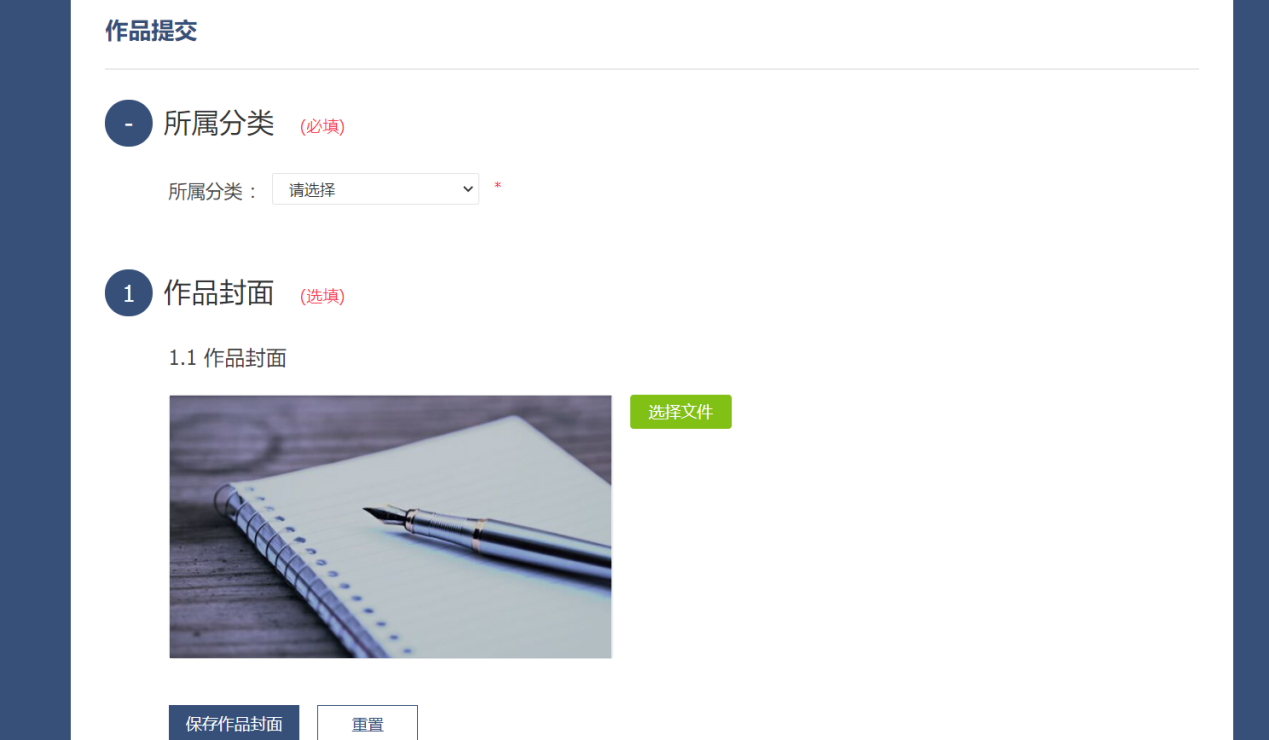 作品提交
- 所属分类 (必填)
所属分类： 请选择 *
1 作品封面 (选填)
1.1 作品封面
选择文件
保存作品封面 重置